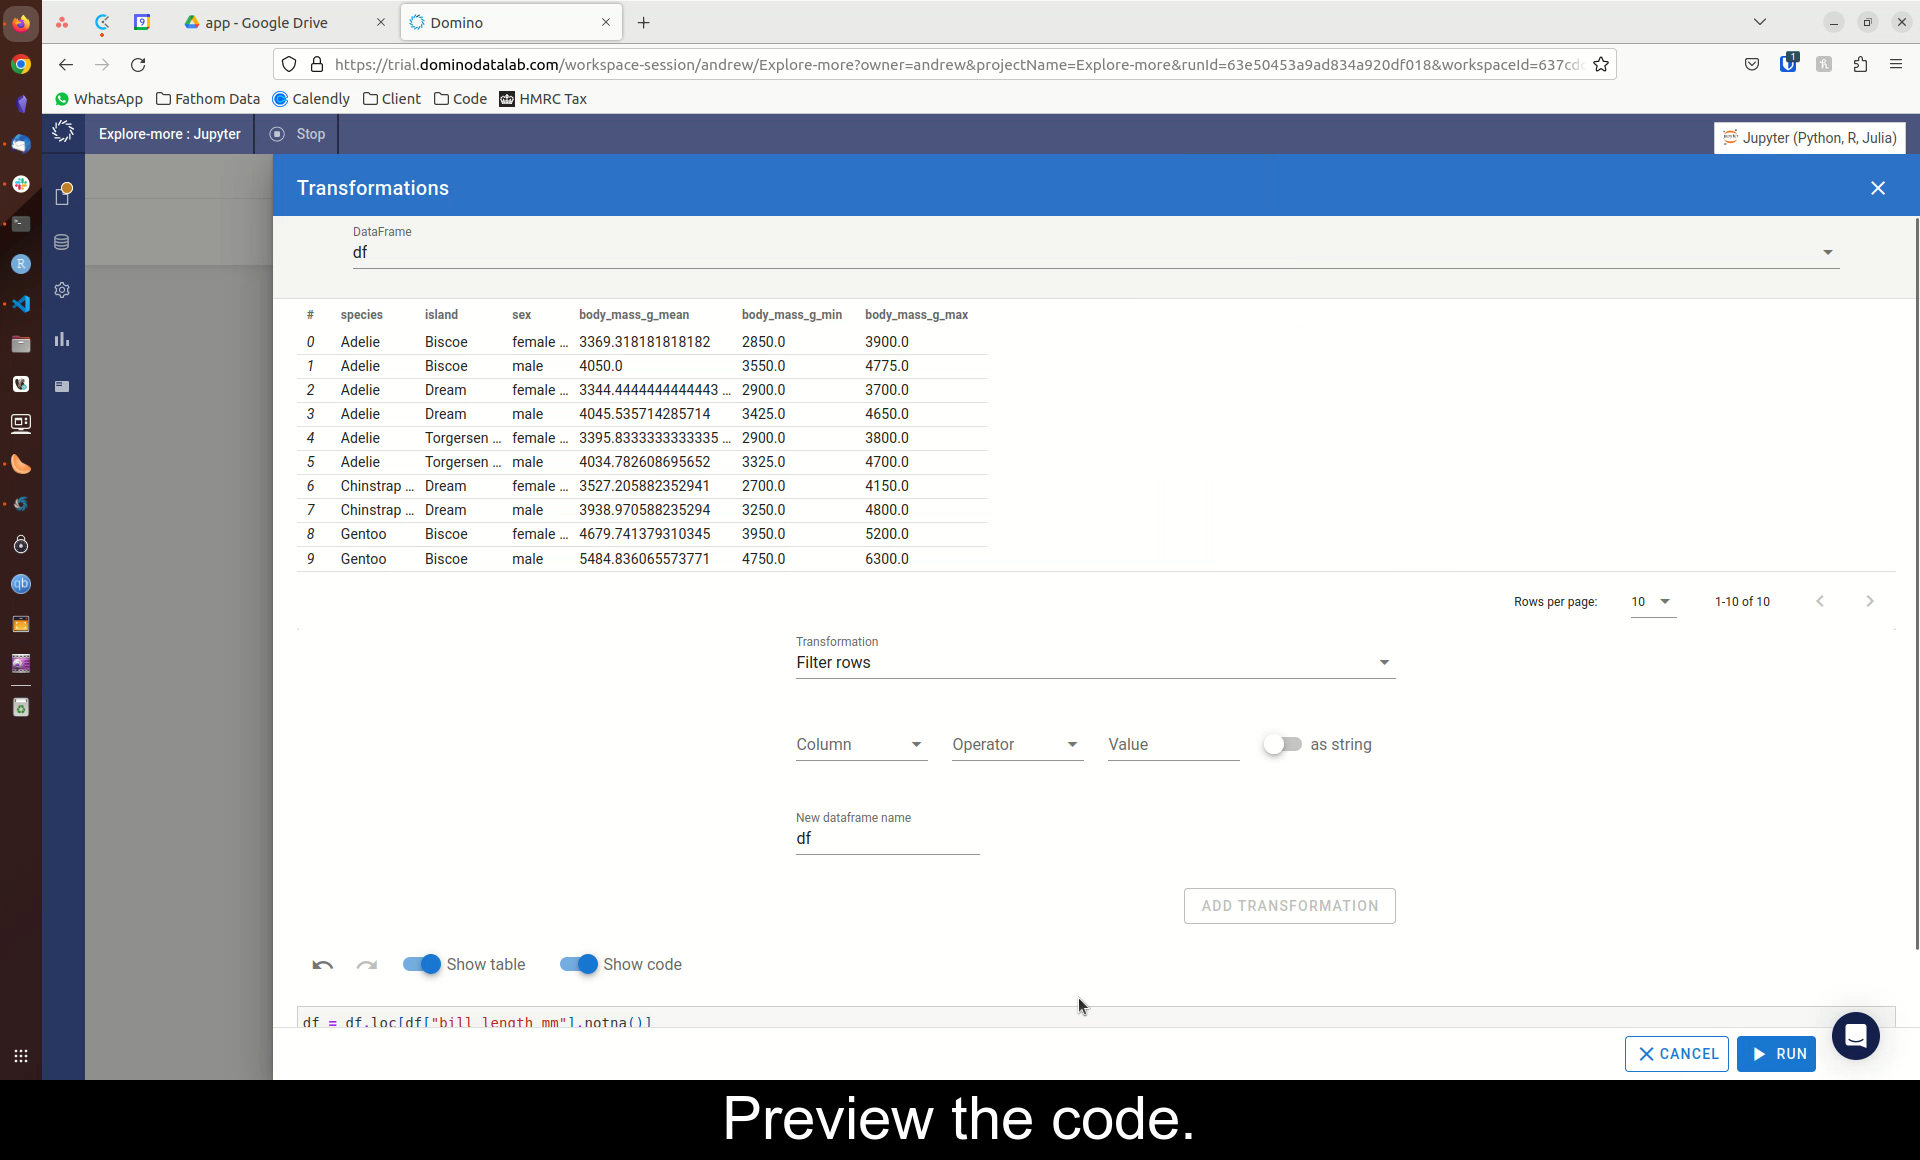 app - Google Drive
Domino
https://trial.dominodatalab.com/workspace-session/andrew/Explore-more?owner=andrew&projectName=Explore-more&runId=63e50453a9ad834a920df018&workspaceId=637cd
WhatsApp Fathom Data Calendly Client Code HMRC Tax
Explore-more : Jupyter Stop Jupyter (Python, R, Julia)
Transformations
DataFrame
df
# species island sex body_mass_g_mean body_mass_g_min body_mass_g_max
0 Adelie Biscoe female ... 3369.318181818182 2850.0 3900.0
1 Adelie Biscoe male 4050.0 3550.0 4775.0
2 Adelie Dream female ... 3344.4444444444443 ... 2900.0 3700.0
3 Adelie Dream male 4045.535714285714 3425.0 4650.0
4 Adelie Torgersen ... female ... 3395.8333333333335 ... 2900.0 3800.0
5 Adelie Torgersen ... male 4034.782608695652 3325.0 4700.0
6 Chinstrap ... Dream female ... 3527.205882352941 2700.0 4150.0
7 Chinstrap ... Dream male 3938.970588235294 3250.0 4800.0
8 Gentoo Biscoe female ... 4679.741379310345 3950.0 5200.0
9 Gentoo Biscoe male 5484.836065573771 4750.0 6300.0
Rows per page: 10 1-10 of 10
Transformation
Filter rows
Column Operator Value as string
New dataframe name
df
ADD TRANSFORMATION
Show table Show code
df = df.loc[df["bill_length_mm"].notna()]
CANCEL RUN
Preview the code.